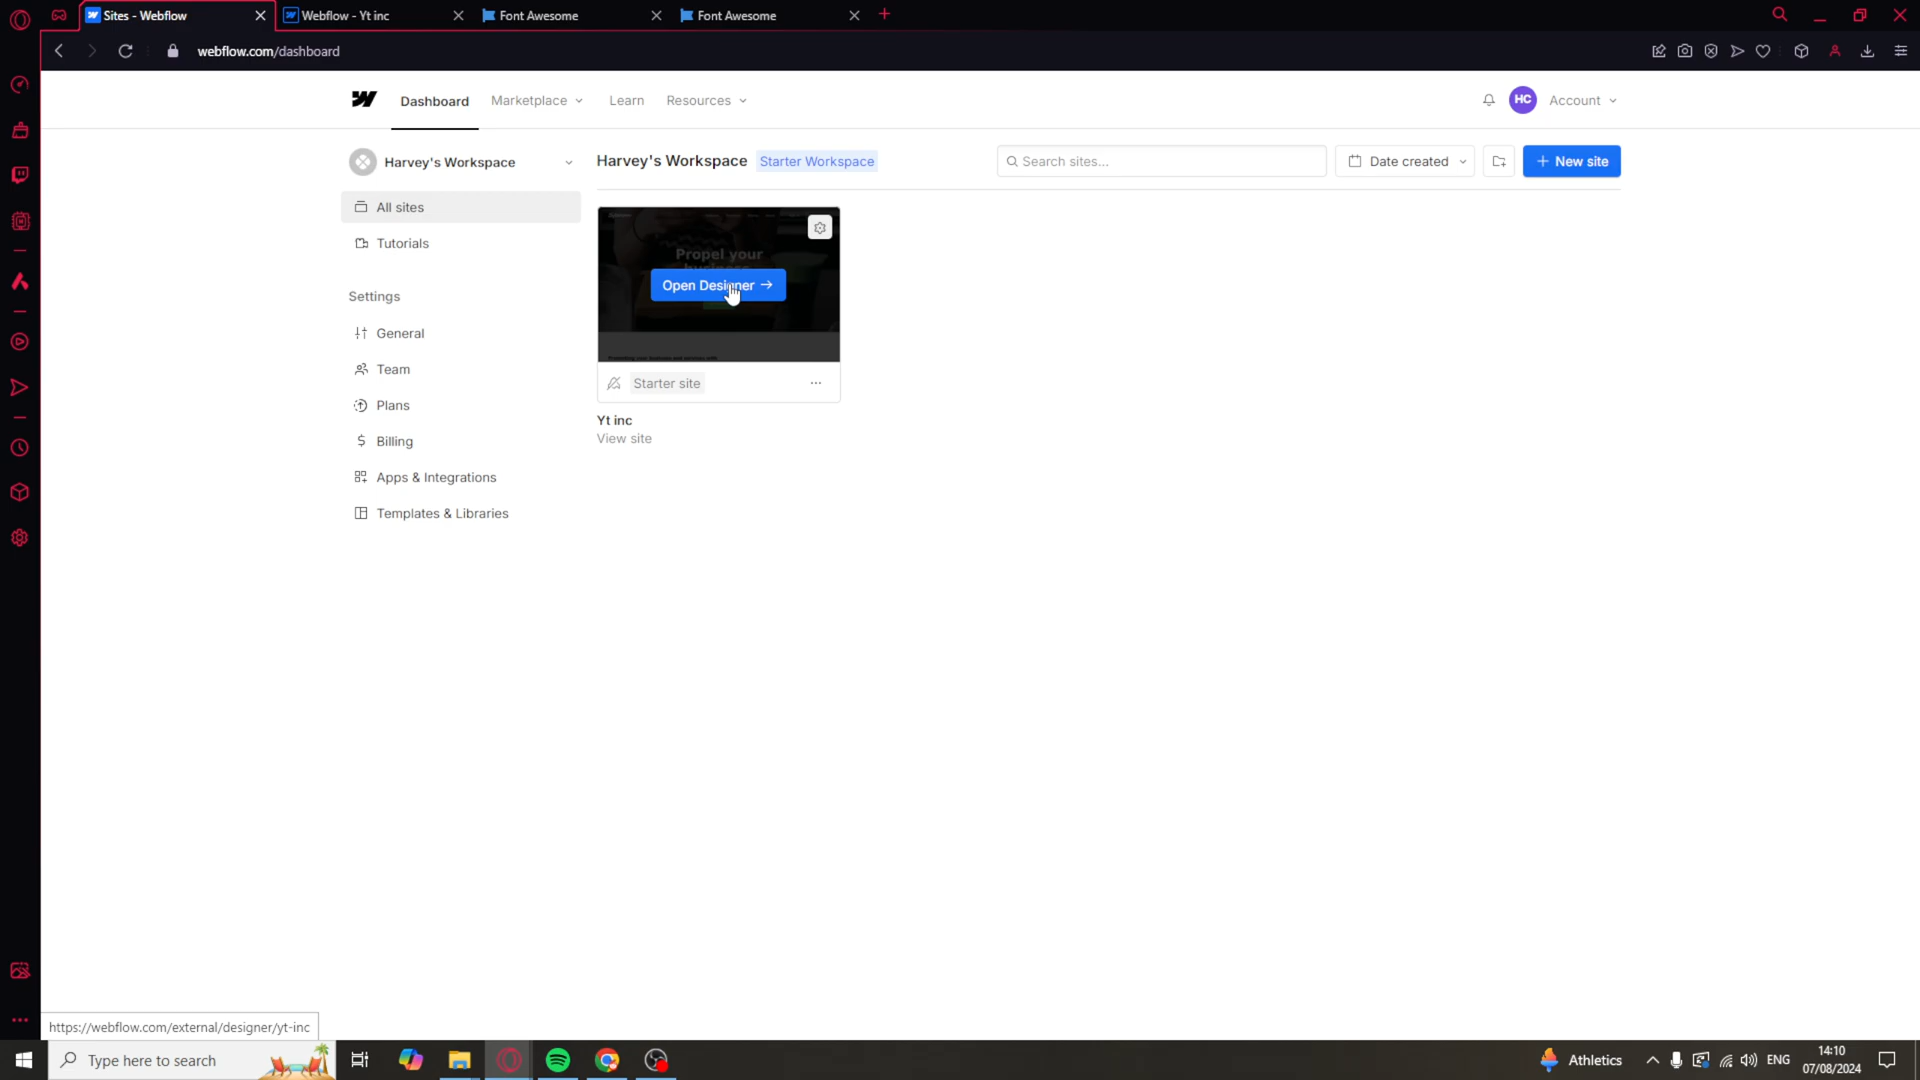 Sites - Webflow
Webflow - Yt inc
Font Awesome
Font Awesome
webflow.com/dashboard
Dashboard
Marketplace
Learn
Resources
HC
Account
Harvey's Workspace
Harvey's Workspace
Starter Workspace
Search sites...
Date created
New site
All sites
Tutorials
Settings
General
Team
Plans
Billing
Apps & Integrations
Templates & Libraries
Propel your
business
Open Designer →
Starter site
Yt inc
View site
https://webflow.com/external/designer/yt-inc
Type here to search
Athletics
ENG
14:10
07/08/2024